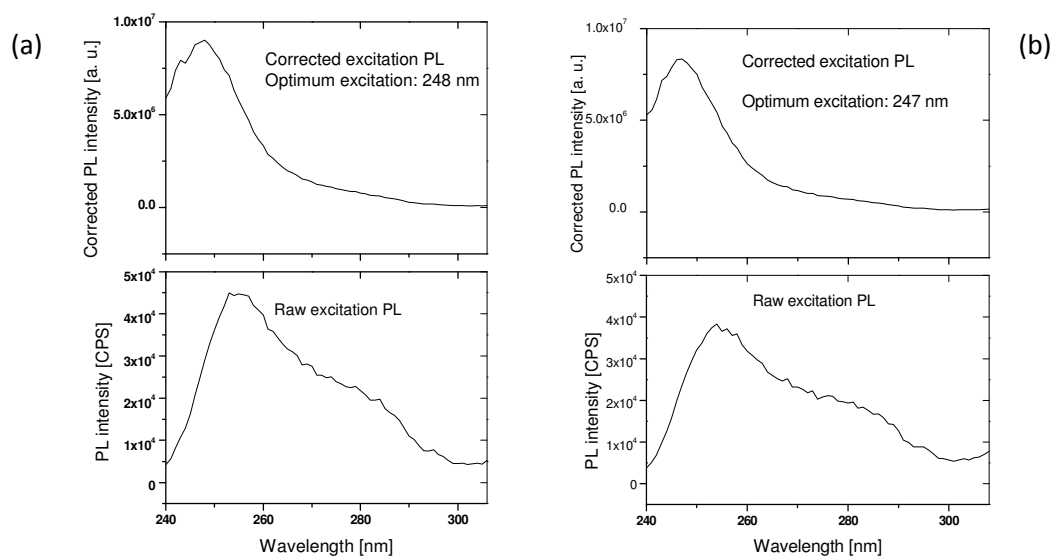 (a)
1.0x10⁷
5.0x10⁶
0.0
Corrected PL intensity [a. u.]
Corrected excitation PL
Optimum excitation: 248 nm
5x10⁴
4x10⁴
3x10⁴
2x10⁴
1x10⁴
0
PL intensity [CPS]
Raw excitation PL
240 260 280 300
Wavelength [nm]
(b)
1.0x10⁷
5.0x10⁶
0.0
Corrected PL intensity [a. u.]
Corrected excitation PL
Optimum excitation: 247 nm
5x10⁴
4x10⁴
3x10⁴
2x10⁴
1x10⁴
0
PL intensity [CPS]
Raw excitation PL
240 260 280 300
Wavelength [nm]